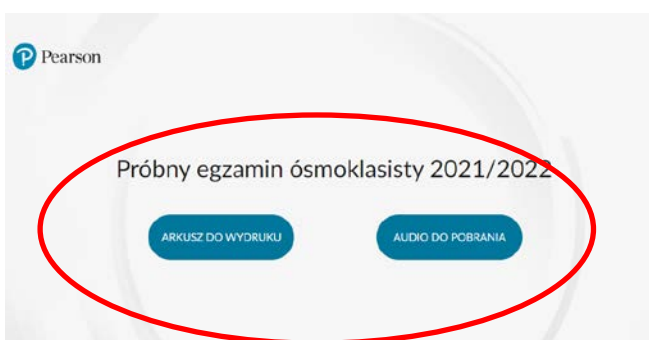 Pearson
Próbny egzamin ósmoklasisty 2021/2022
ARKUSZ DO WYDRUKU
AUDIO DO POBRANIA